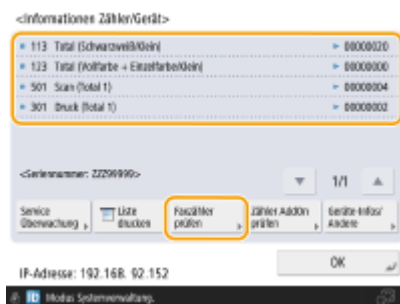 <Informationen Zähler/Gerät>
113 Total (Schwarzweiß/Klein) 00000020
123 Total (Vollfarbe + Einzelfarbe/Klein) 00000000
501 Scan (Total 1) 00000004
301 Druck (Total 1) 00000002
<Seriennummer: ZZZ99999>
1/1
Service Überwachung
Liste drucken
Faxzähler prüfen
Zähler AddOn prüfen
Geräte-Infos/ Andere
OK
IP-Adresse: 192.168. 92.152
ID Modus Systemverwaltung.